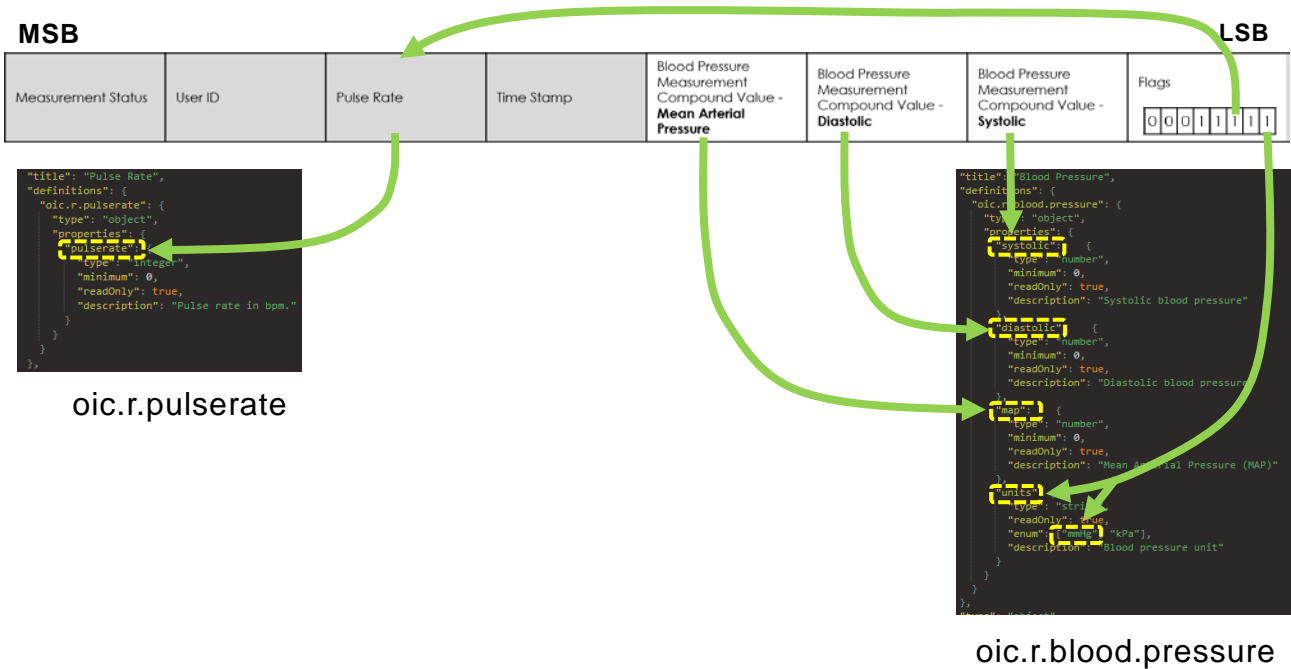 MSB
LSB
Measurement Status
User ID
Pulse Rate
Time Stamp
Blood Pressure
Measurement
Compound Value -
Mean Arterial
Pressure
Blood Pressure
Measurement
Compound Value -
Diastolic
Blood Pressure
Measurement
Compound Value -
Systolic
Flags
0 0 0 1 1 1 1 1
"title": "Pulse Rate",
"definitions": {
"oic.r.pulserate": {
"type": "object",
"properties": {
"pulserate": {
"type": "integer",
"minimum": 0,
"readOnly": true,
"description": "Pulse rate in bpm."
}
}
}
},
oic.r.pulserate
"title": "Blood Pressure",
"definitions": {
"oic.r.blood.pressure": {
"type": "object",
"properties": {
"systolic": {
"type": "number",
"minimum": 0,
"readOnly": true,
"description": "Systolic blood pressure"
},
"diastolic": {
"type": "number",
"minimum": 0,
"readOnly": true,
"description": "Diastolic blood pressure"
},
"map": {
"type": "number",
"minimum": 0,
"readOnly": true,
"description": "Mean Arterial Pressure (MAP)"
},
"units":
"type": "string",
"readOnly": true,
"enum": ["mmHg", "kPa"],
"description": "Blood pressure unit"
}
}
}
},
"type": "object"
oic.r.blood.pressure